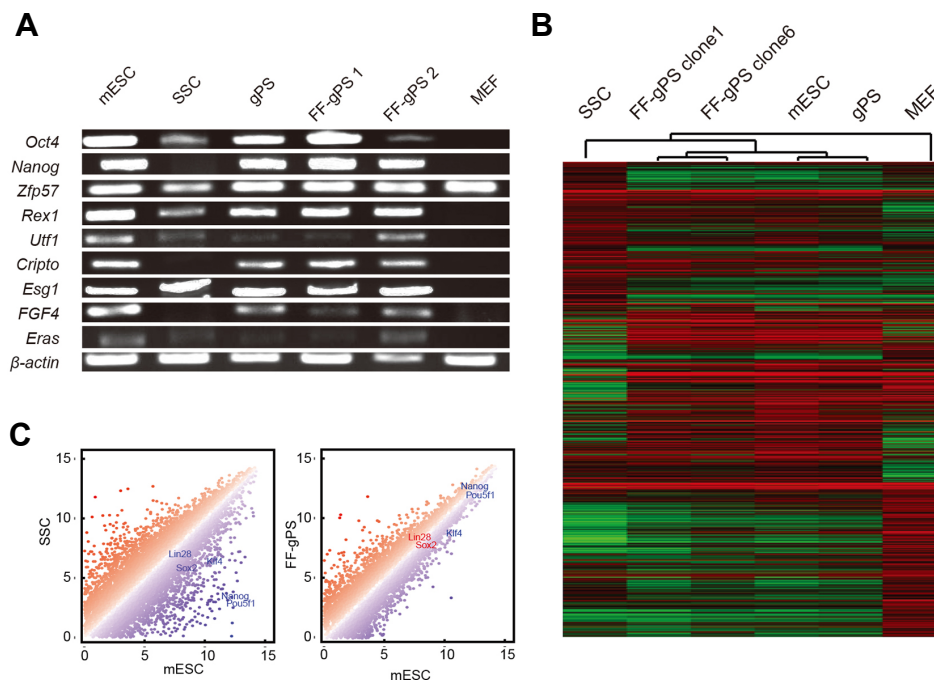 A
mESC SSC gPS FF-gPS 1 FF-gPS 2 MEF
Oct4
Nanog
Zfp57
Rex1
Utf1
Cripto
Esg1
FGF4
Eras
β-actin
B
SSC FF-gPS clone1 FF-gPS clone6 mESC gPS MEF
C
15
10
5
0
SSC
Lin28
Sox2
Klf4
Nanog
Pou5f1
0 5 10 15
mESC
15
10
5
0
FF-gPS
Nanog
Pou5f1
Lin28
Sox2
Klf4
0 5 10 15
mESC